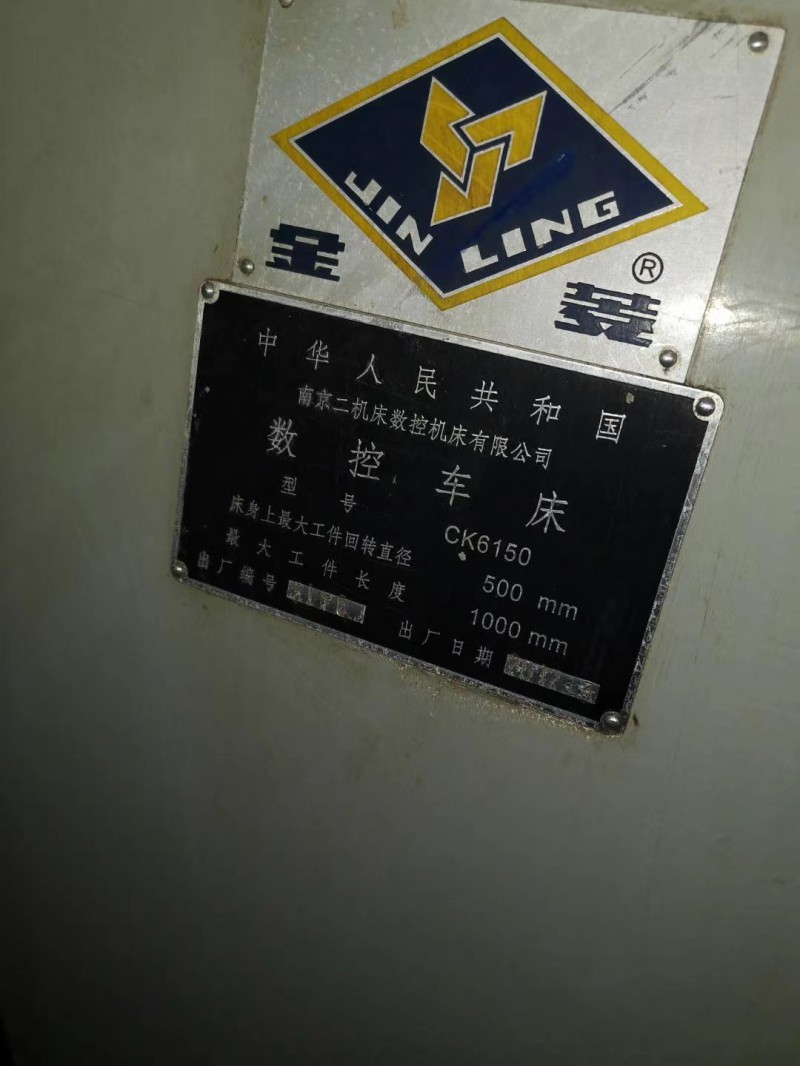 JIN LING
金菱®
中华人民共和国
南京二机床数控机床有限公司
数控车床
型号 CK6150
床身上最大工件回转直径 500 mm
最大工件长度 1000 mm
出厂编号
出厂日期